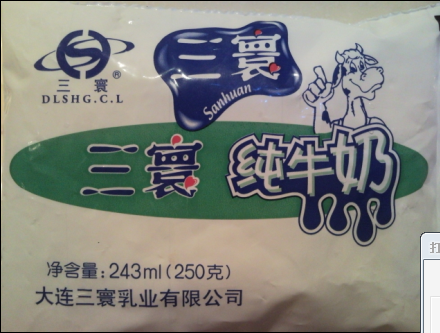 三寰
Sanhuan
三 寰®
DLSHG.C.L
三寰
纯牛奶
净含量: 243ml (250克)
大连三寰乳业有限公司
打